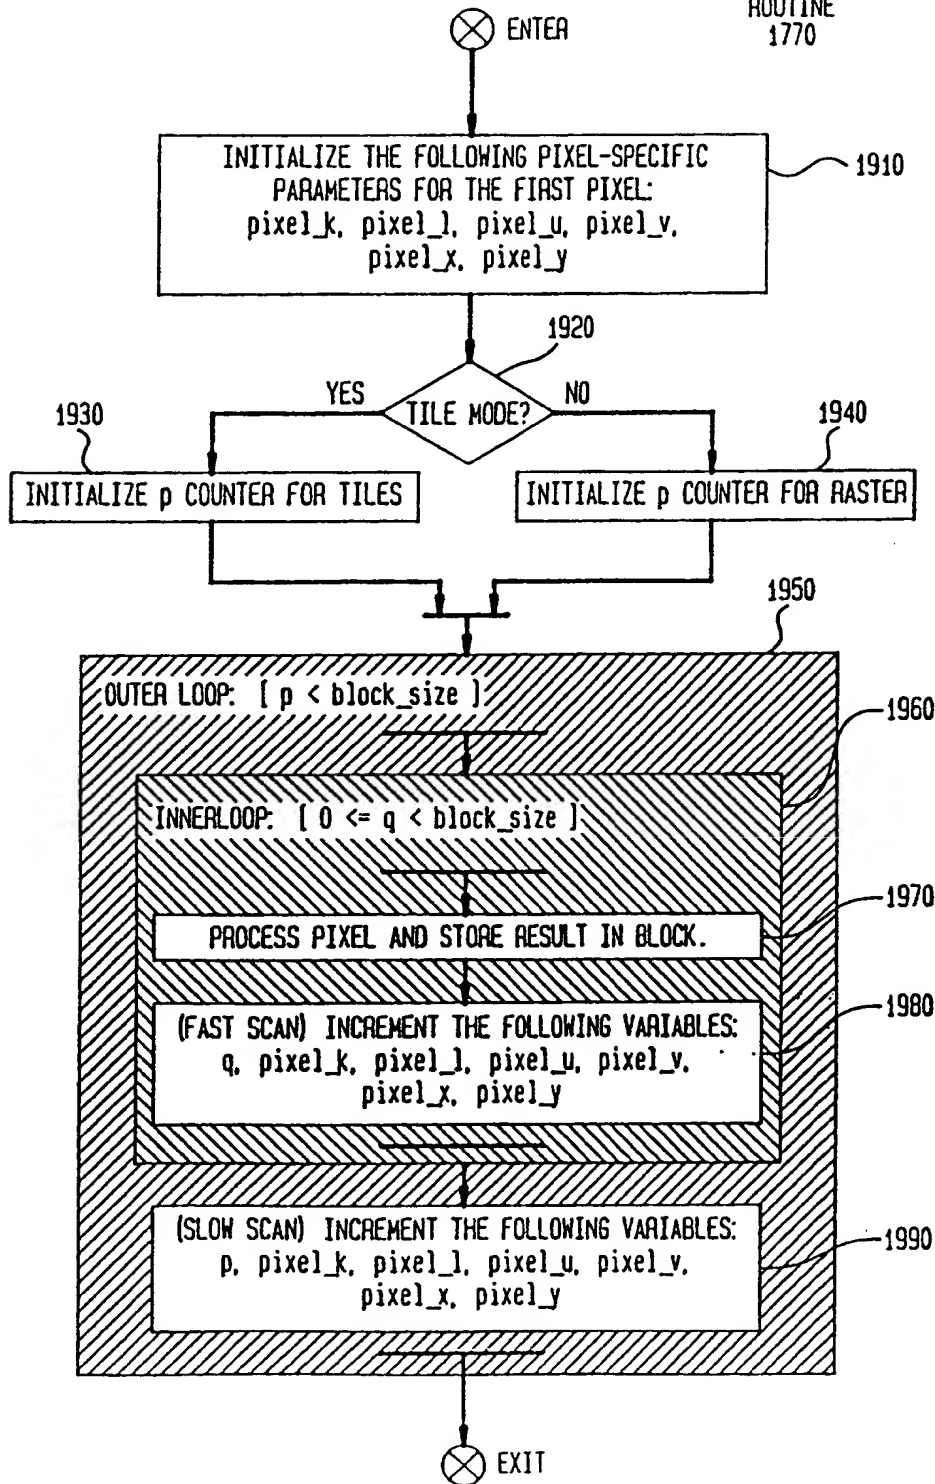 ROUTINE
1770
ENTER
INITIALIZE THE FOLLOWING PIXEL-SPECIFIC
PARAMETERS FOR THE FIRST PIXEL:
pixel_k, pixel_l, pixel_u, pixel_v,
pixel_x, pixel_y
1910
1920
YES
TILE MODE?
NO
1930
1940
INITIALIZE p COUNTER FOR TILES
INITIALIZE p COUNTER FOR RASTER
1950
OUTER LOOP: [ p < block_size ]
1960
INNERLOOP: [ 0 <= q < block_size ]
1970
PROCESS PIXEL AND STORE RESULT IN BLOCK.
1980
(FAST SCAN) INCREMENT THE FOLLOWING VARIABLES:
q, pixel_k, pixel_l, pixel_u, pixel_v,
pixel_x, pixel_y
(SLOW SCAN) INCREMENT THE FOLLOWING VARIABLES:
p, pixel_k, pixel_l, pixel_u, pixel_v,
pixel_x, pixel_y
1990
EXIT